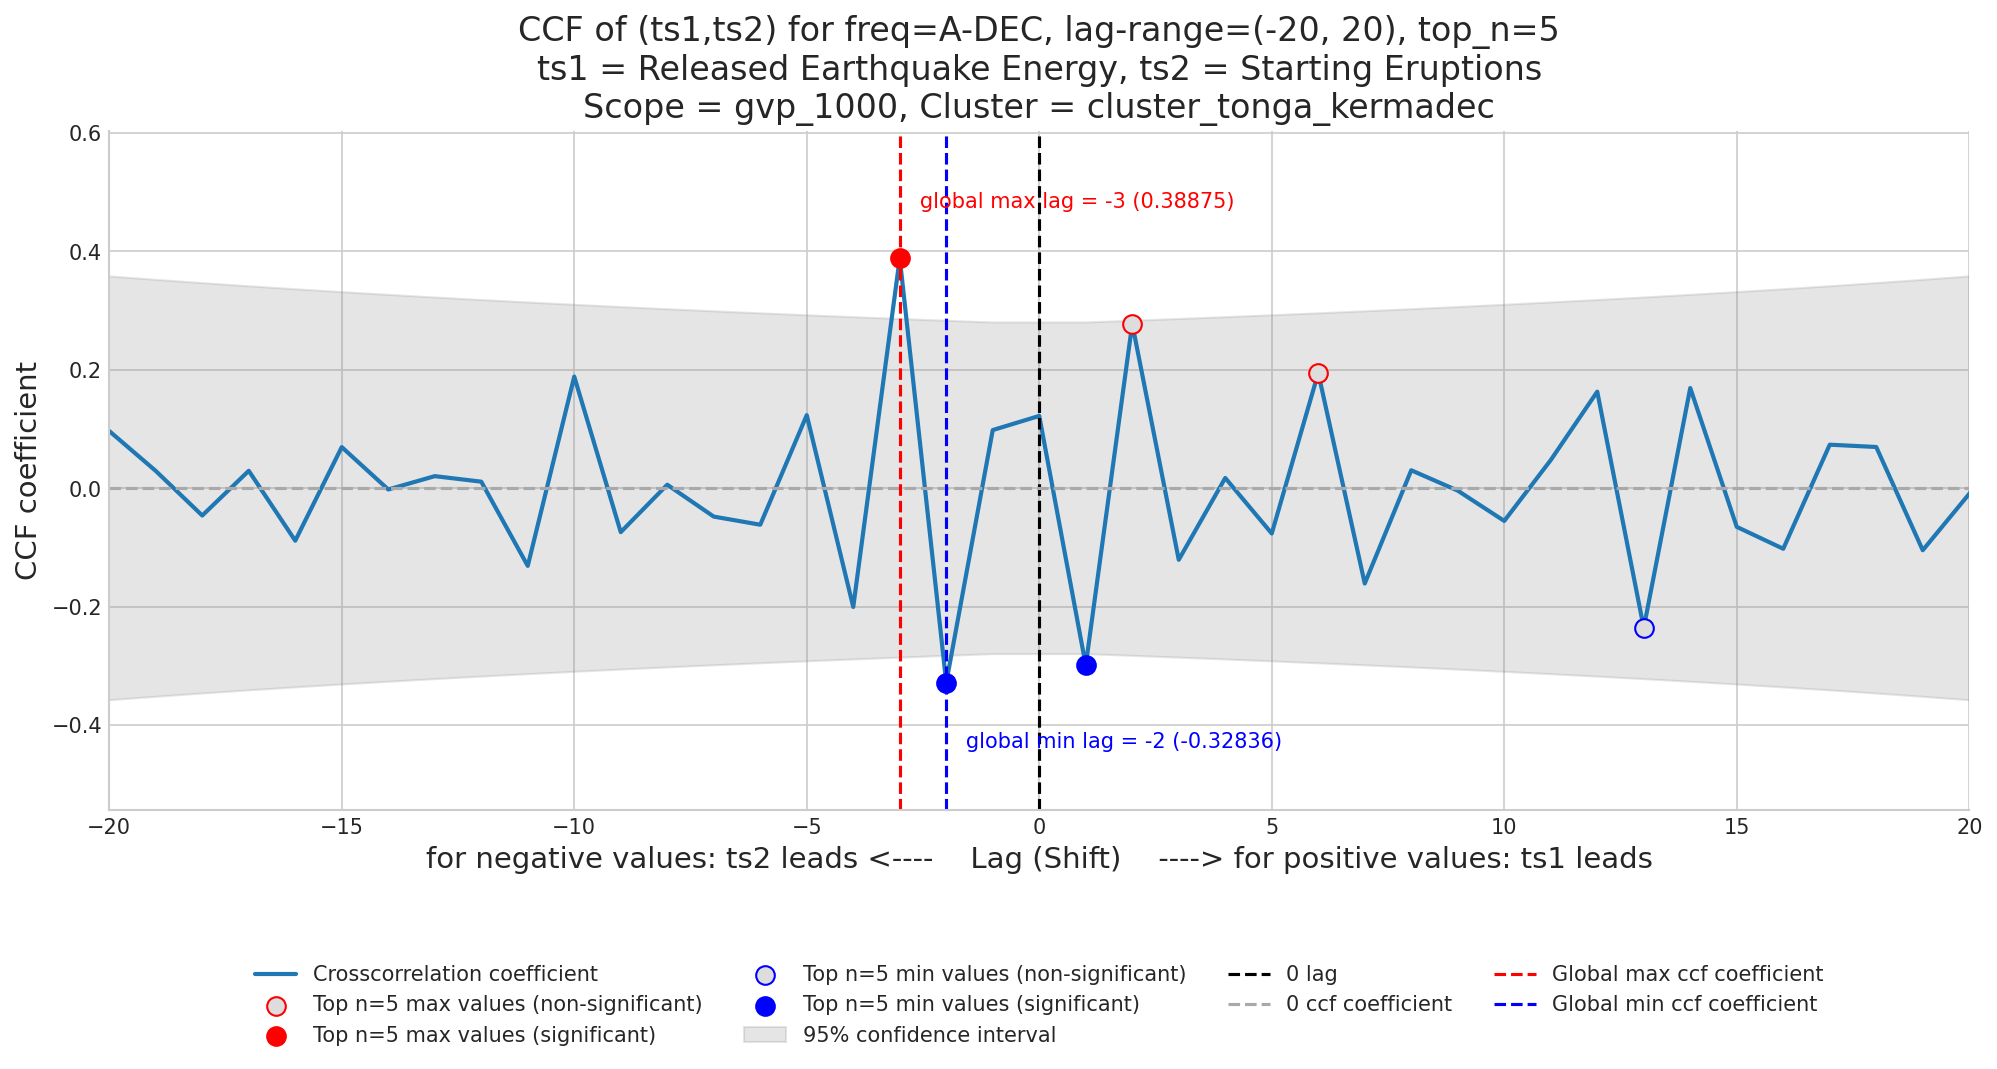 CCF of (ts1,ts2) for freq=A-DEC, lag-range=(-20, 20), top_n=5
ts1 = Released Earthquake Energy, ts2 = Starting Eruptions
Scope = gvp_1000, Cluster = cluster_tonga_kermadec
CCF coefficient
0.6
0.4
0.2
0.0
−0.2
−0.4
global max lag = -3 (0.38875)
global min lag = -2 (-0.32836)
−20 −15 −10 −5 0 5 10 15 20
for negative values: ts2 leads <---- Lag (Shift) ----> for positive values: ts1 leads
Crosscorrelation coefficient
Top n=5 max values (non-significant)
Top n=5 max values (significant)
Top n=5 min values (non-significant)
Top n=5 min values (significant)
95% confidence interval
0 lag
0 ccf coefficient
Global max ccf coefficient
Global min ccf coefficient